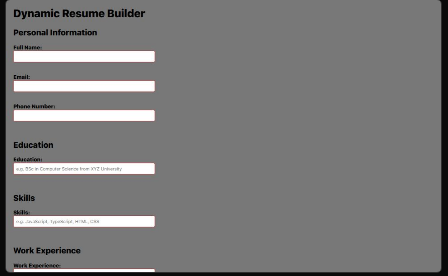 Dynamic Resume Builder
Personal Information
Full Name:
Email:
Phone Number:
Education
Education:
e.g. BSc in Computer Science from XYZ University
Skills
Skills:
e.g. JavaScript, TypeScript, HTML, CSS
Work Experience
Work Experience: